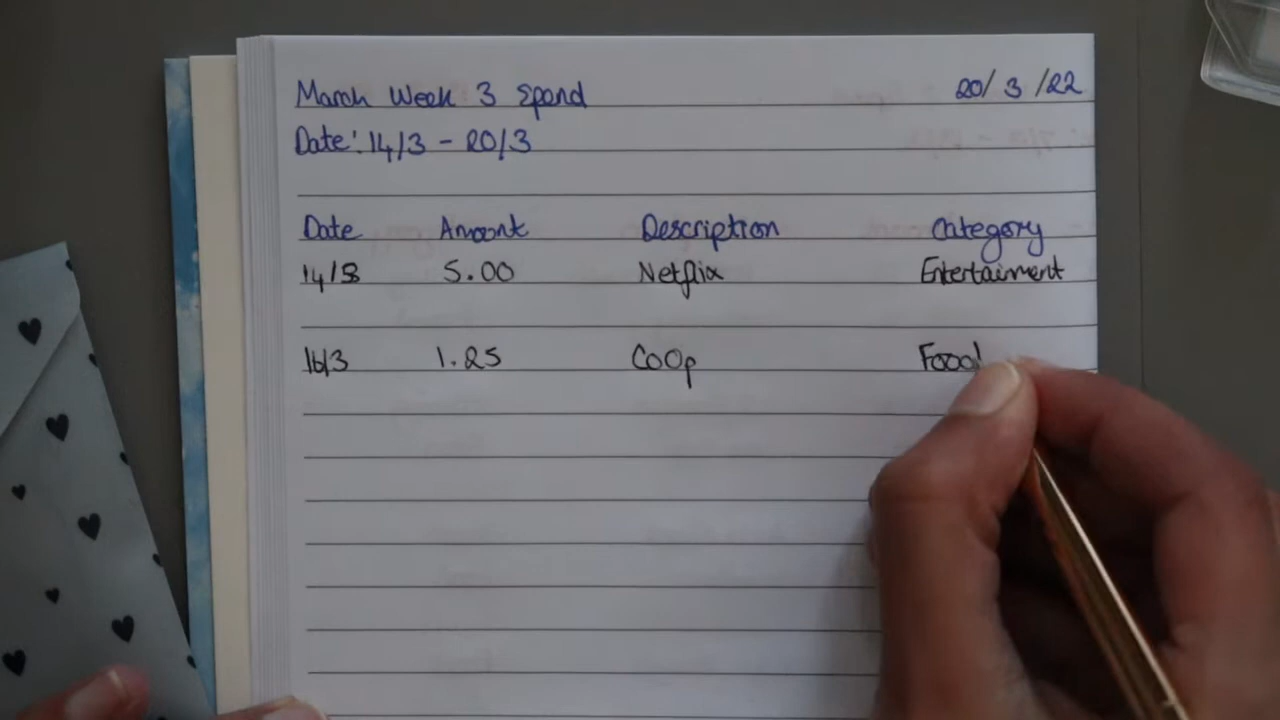 March Week 3 Spend 20/3/22
Date: 14/3 - 20/3
Date Amount Description Category
14/3 5.00 Netflix Entertaiment
16/3 1.25 CoOp Food